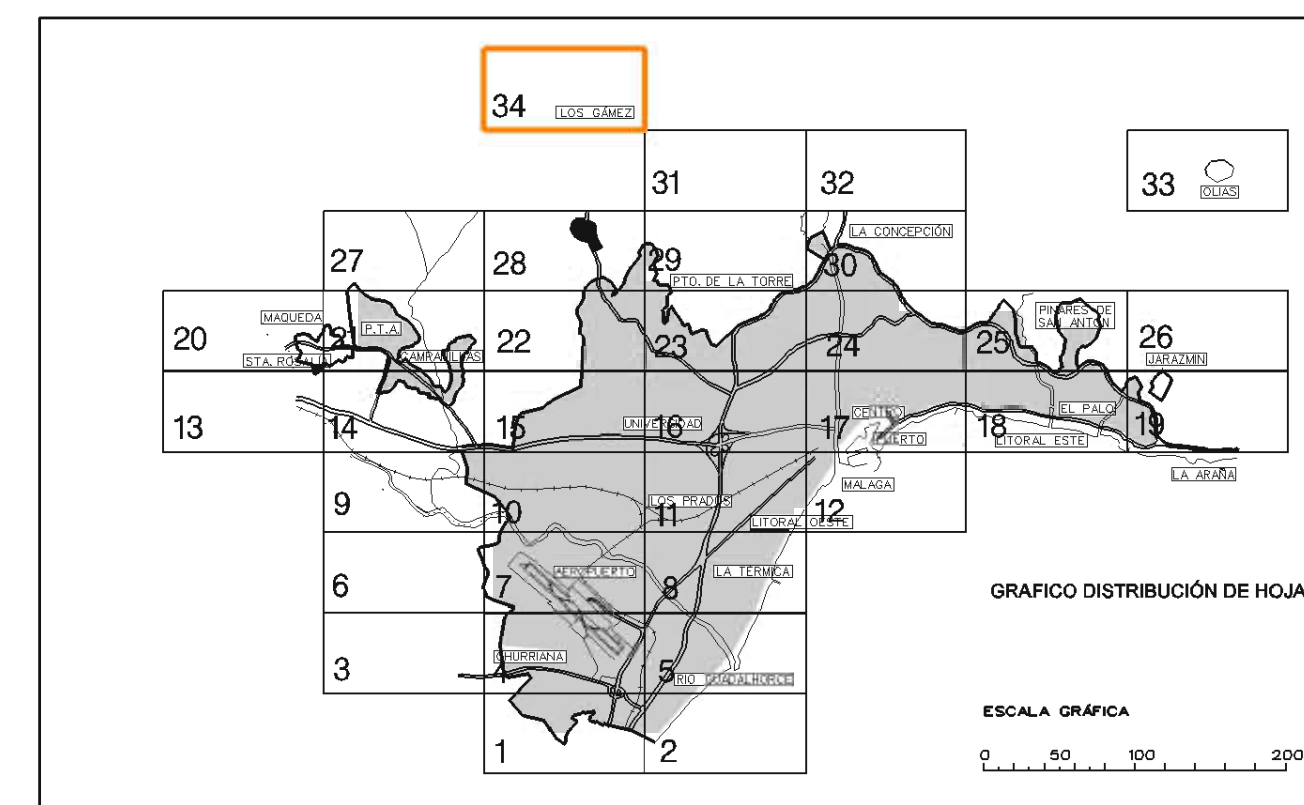 34 LOS GÁMEZ
31 32 33 OLIAS
LA CONCEPCIÓN
27 28 29 30
PTO. DE LA TORRE
MAQUEDA P.T.A. PINARES DE
SAN ANTON
20 21 22 23 24 25 26
STA. ROSALIA CAMPANILLAS JARAZMIN
CENTRO EL PALO
13 14 15 UNIVERSIDAD 16 17 18 19
PUERTO LITORAL ESTE
LA ARAÑA
MALAGA
9 10 LOS PRADOS 11 12
LITORAL OESTE
AEROPUERTO LA TÉRMICA
6 7 8
GRAFICO DISTRIBUCIÓN DE HOJA
CHURRIANA
3 5 RIO GUADALHORCE
ESCALA GRÁFICA
1 2
0 50 100 200